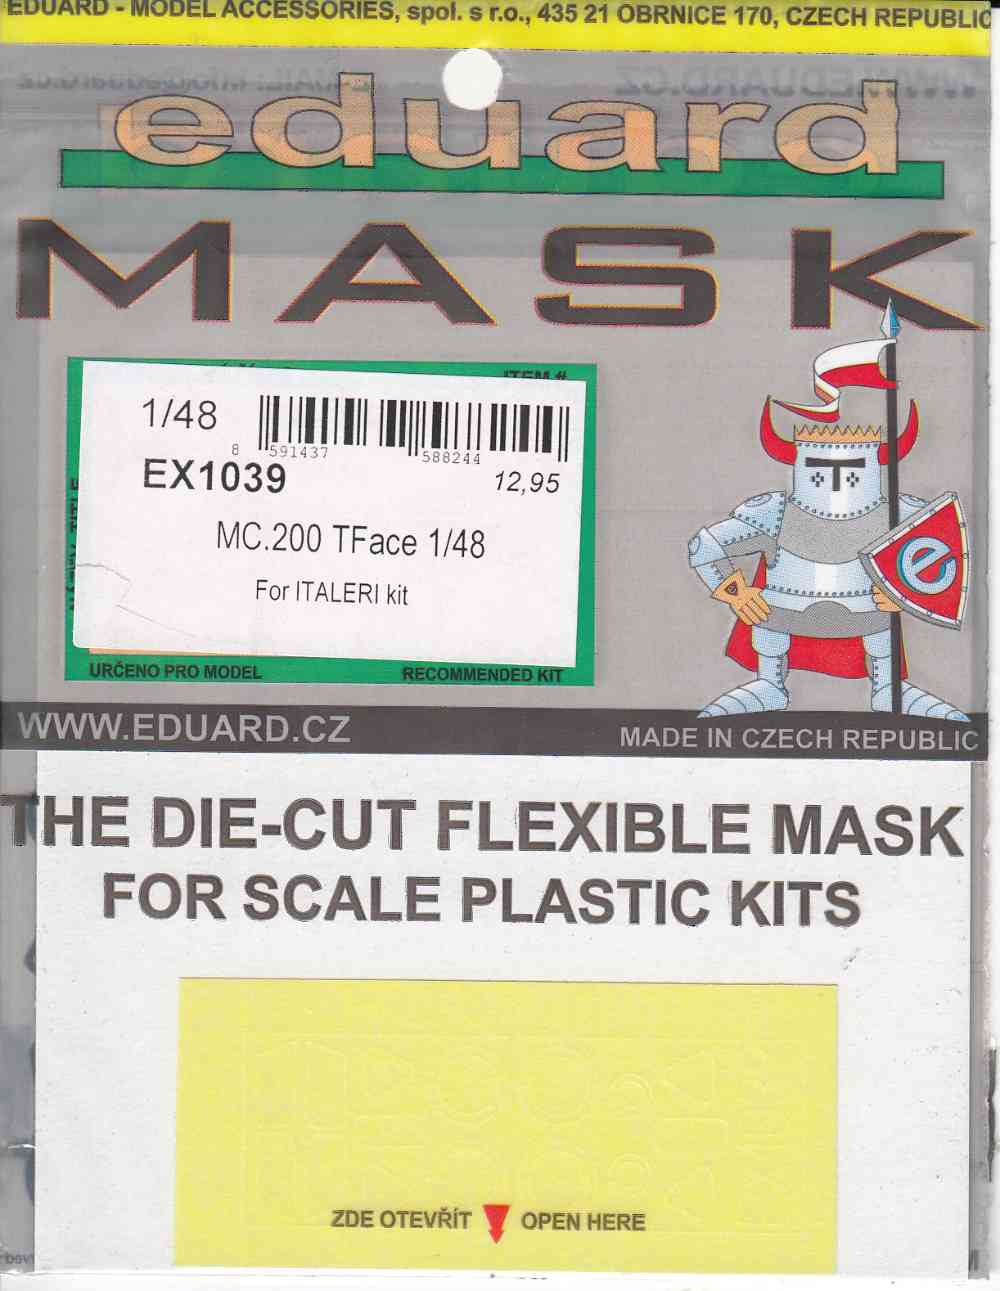 EDUARD - MODEL ACCESSORIES, spol. s r.o., 435 21 OBRNICE 170, CZECH REPUBLIC
eduard
MASK
ITEM #
1/48
8 591437 588244
EX1039 12,95
MC.200 TFace 1/48
For ITALERI kit
URČENO PRO MODEL RECOMMENDED KIT
e
WWW.EDUARD.CZ MADE IN CZECH REPUBLIC
THE DIE-CUT FLEXIBLE MASK
FOR SCALE PLASTIC KITS
ZDE OTEVŘÍT OPEN HERE